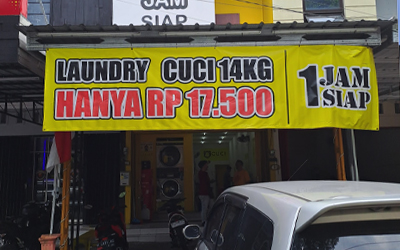 JAM
SIAP
LAUNDRY CUCI 14KG
HANYA RP 17.500
1 JAM
SIAP